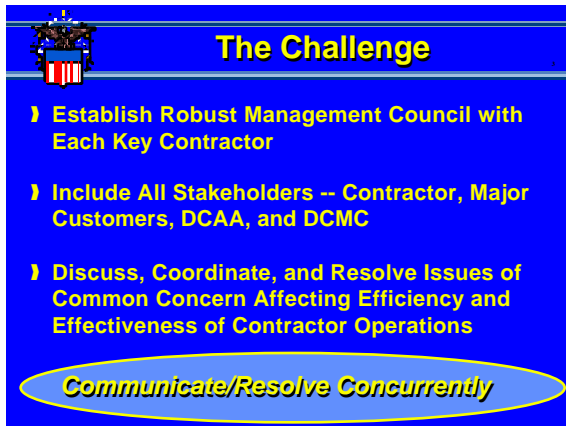 The Challenge
Establish Robust Management Council with
Each Key Contractor
Include All Stakeholders -- Contractor, Major
Customers, DCAA, and DCMC
Discuss, Coordinate, and Resolve Issues of
Common Concern Affecting Efficiency and
Effectiveness of Contractor Operations
Communicate/Resolve Concurrently